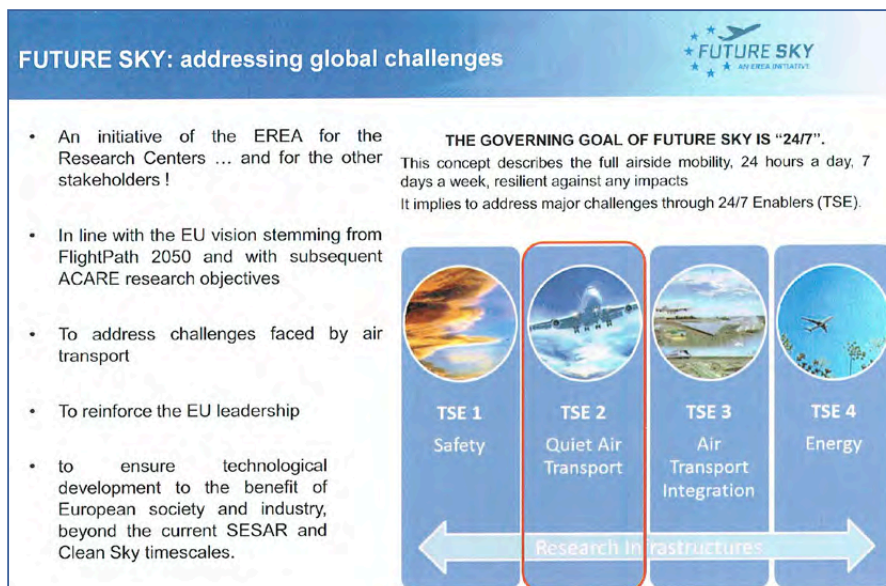 FUTURE SKY: addressing global challenges
FUTURE SKY
AN EREA INITIATIVE
• An initiative of the EREA for the
Research Centers ... and for the other
stakeholders !
• In line with the EU vision stemming from
FlightPath 2050 and with subsequent
ACARE research objectives
• To address challenges faced by air
transport
• To reinforce the EU leadership
• to ensure technological
development to the benefit of
European society and industry,
beyond the current SESAR and
Clean Sky timescales.
THE GOVERNING GOAL OF FUTURE SKY IS “24/7”.
This concept describes the full airside mobility, 24 hours a day, 7
days a week, resilient against any impacts
It implies to address major challenges through 24/7 Enablers (TSE).
TSE 1
Safety
TSE 2
Quiet Air
Transport
TSE 3
Air
Transport
Integration
TSE 4
Energy
Research Infrastructures